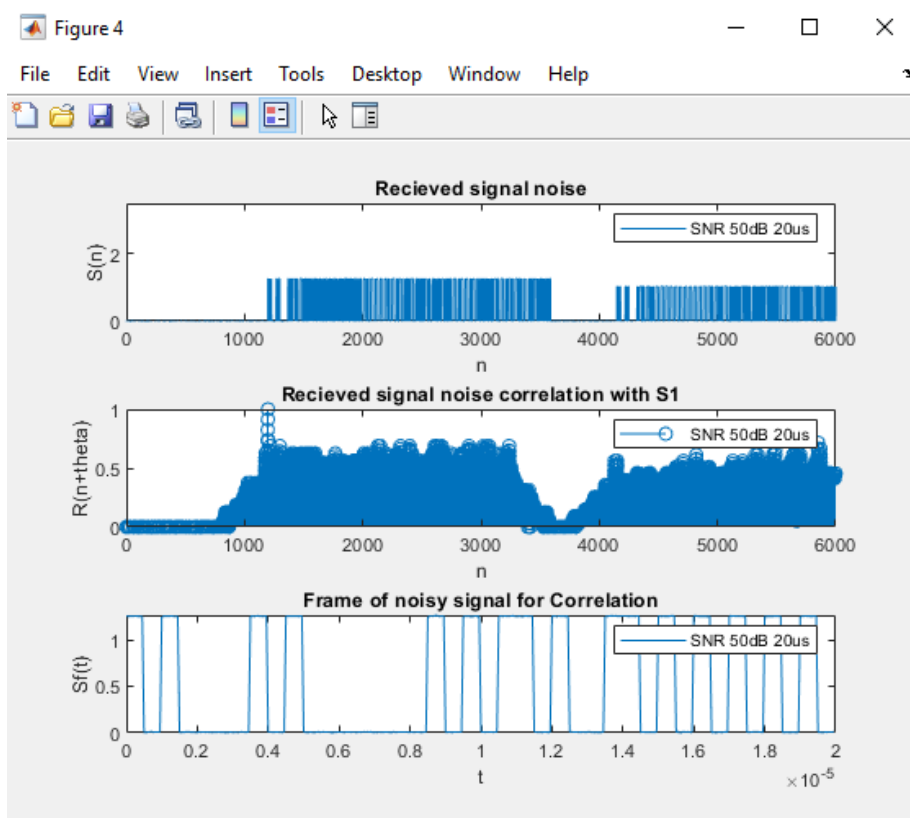 Figure 4
File Edit View Insert Tools Desktop Window Help
Recieved signal noise
SNR 50dB 20us
S(n)
2
0
0 1000 2000 3000 4000 5000 6000
n
Recieved signal noise correlation with S1
SNR 50dB 20us
R(n+theta)
1
0.5
0
0 1000 2000 3000 4000 5000 6000
n
Frame of noisy signal for Correlation
SNR 50dB 20us
Sf(t)
1
0.5
0
0 0.2 0.4 0.6 0.8 1 1.2 1.4 1.6 1.8 2
t
×10⁻⁵